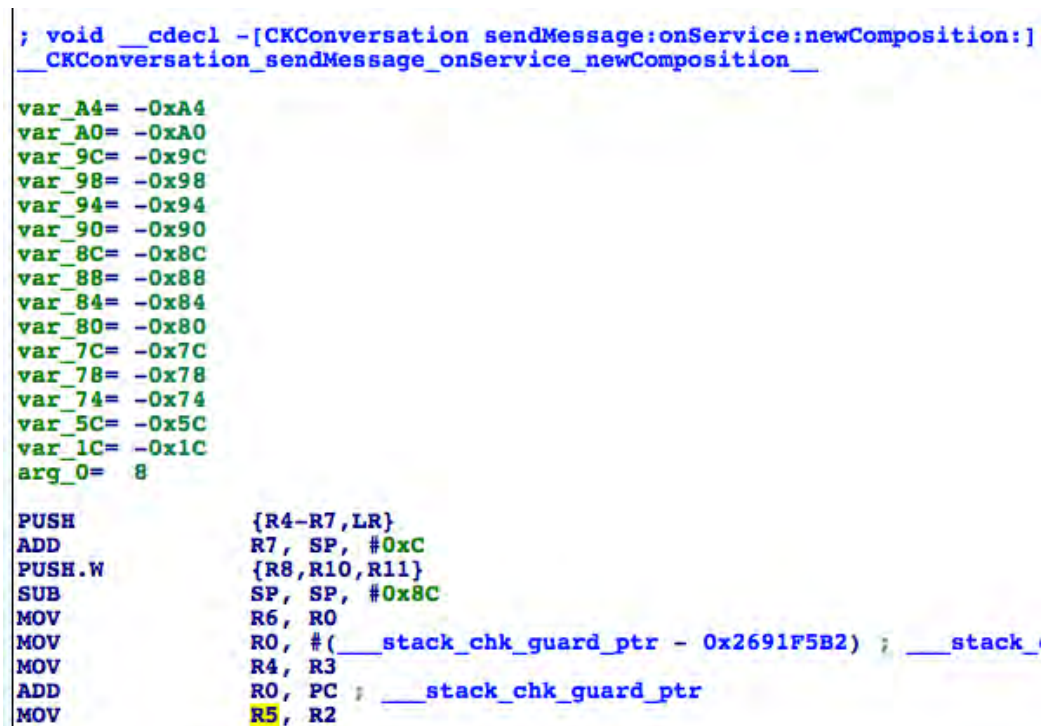 ; void __cdecl -[CKConversation sendMessage:onService:newComposition:]
__CKConversation_sendMessage_onService_newComposition__
var_A4= -0xA4
var_A0= -0xA0
var_9C= -0x9C
var_98= -0x98
var_94= -0x94
var_90= -0x90
var_8C= -0x8C
var_88= -0x88
var_84= -0x84
var_80= -0x80
var_7C= -0x7C
var_78= -0x78
var_74= -0x74
var_5C= -0x5C
var_1C= -0x1C
arg_0= 8
PUSH {R4-R7,LR}
ADD R7, SP, #0xC
PUSH.W {R8,R10,R11}
SUB SP, SP, #0x8C
MOV R6, R0
MOV R0, #(___stack_chk_guard_ptr - 0x2691F5B2) ; ___stack_
MOV R4, R3
ADD R0, PC ; ___stack_chk_guard_ptr
MOV R5, R2